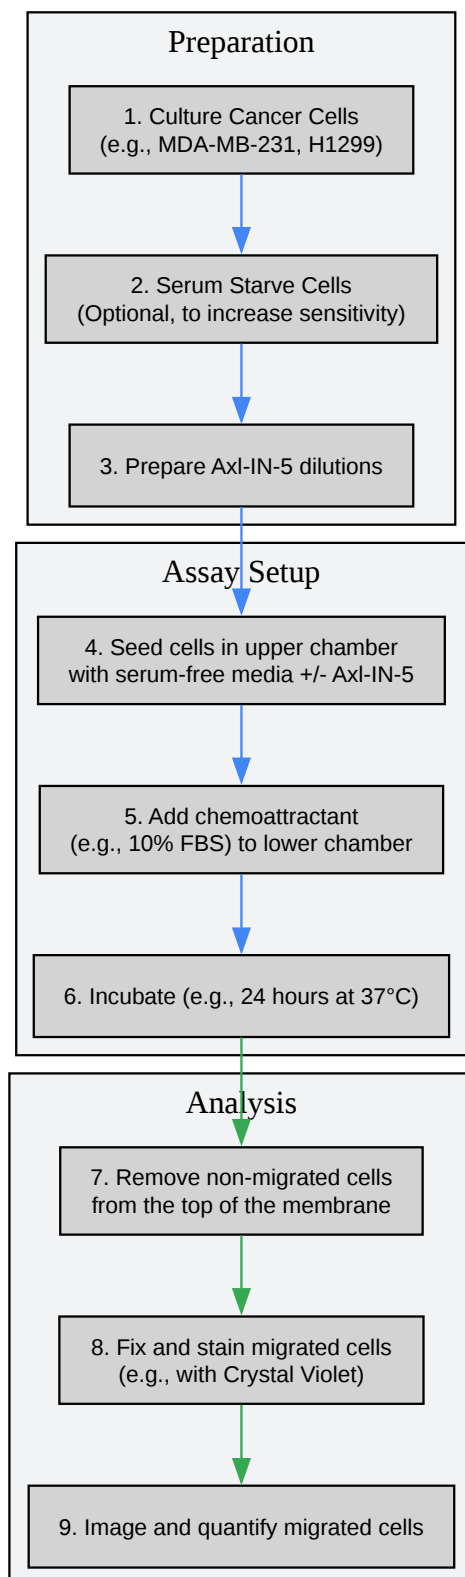 Preparation
1. Culture Cancer Cells
(e.g., MDA-MB-231, H1299)
2. Serum Starve Cells
(Optional, to increase sensitivity)
3. Prepare Axl-IN-5 dilutions
Assay Setup
4. Seed cells in upper chamber
with serum-free media +/- Axl-IN-5
5. Add chemoattractant
(e.g., 10% FBS) to lower chamber
6. Incubate (e.g., 24 hours at 37°C)
Analysis
7. Remove non-migrated cells
from the top of the membrane
8. Fix and stain migrated cells
(e.g., with Crystal Violet)
9. Image and quantify migrated cells